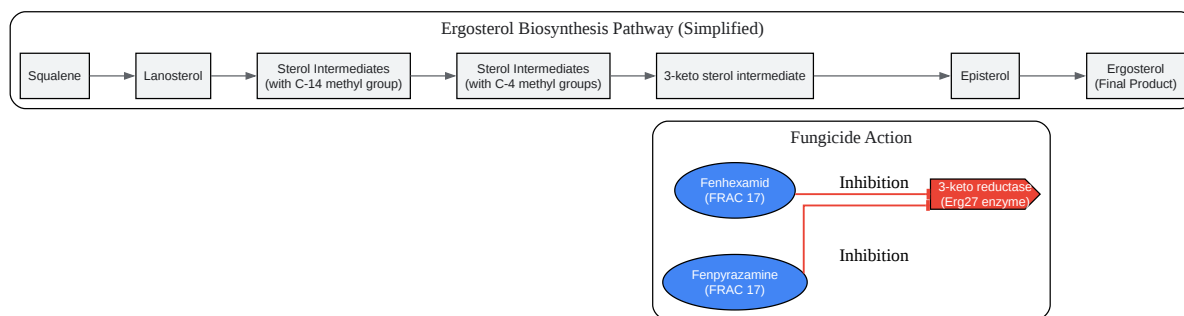 Ergosterol Biosynthesis Pathway (Simplified)
Squalene
Lanosterol
Sterol Intermediates
(with C-14 methyl group)
Sterol Intermediates
(with C-4 methyl groups)
3-keto sterol intermediate
Episterol
Ergosterol
(Final Product)
Fungicide Action
Fenhexamid
(FRAC 17)
Inhibition
3-keto reductase
(Erg27 enzyme)
Fenpyrazamine
(FRAC 17)
Inhibition